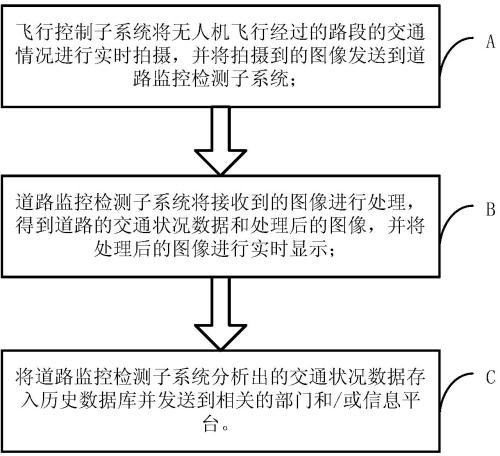 飞行控制子系统将无人机飞行经过的路段的交通
情况进行实时拍摄，并将拍摄到的图像发送到道
路监控检测子系统；
A
道路监控检测子系统将接收到的图像进行处理，
得到道路的交通状况数据和处理后的图像，并将
处理后的图像进行实时显示；
B
将道路监控检测子系统分析出的交通状况数据存
入历史数据库并发送到相关的部门和/或信息平
台。
C